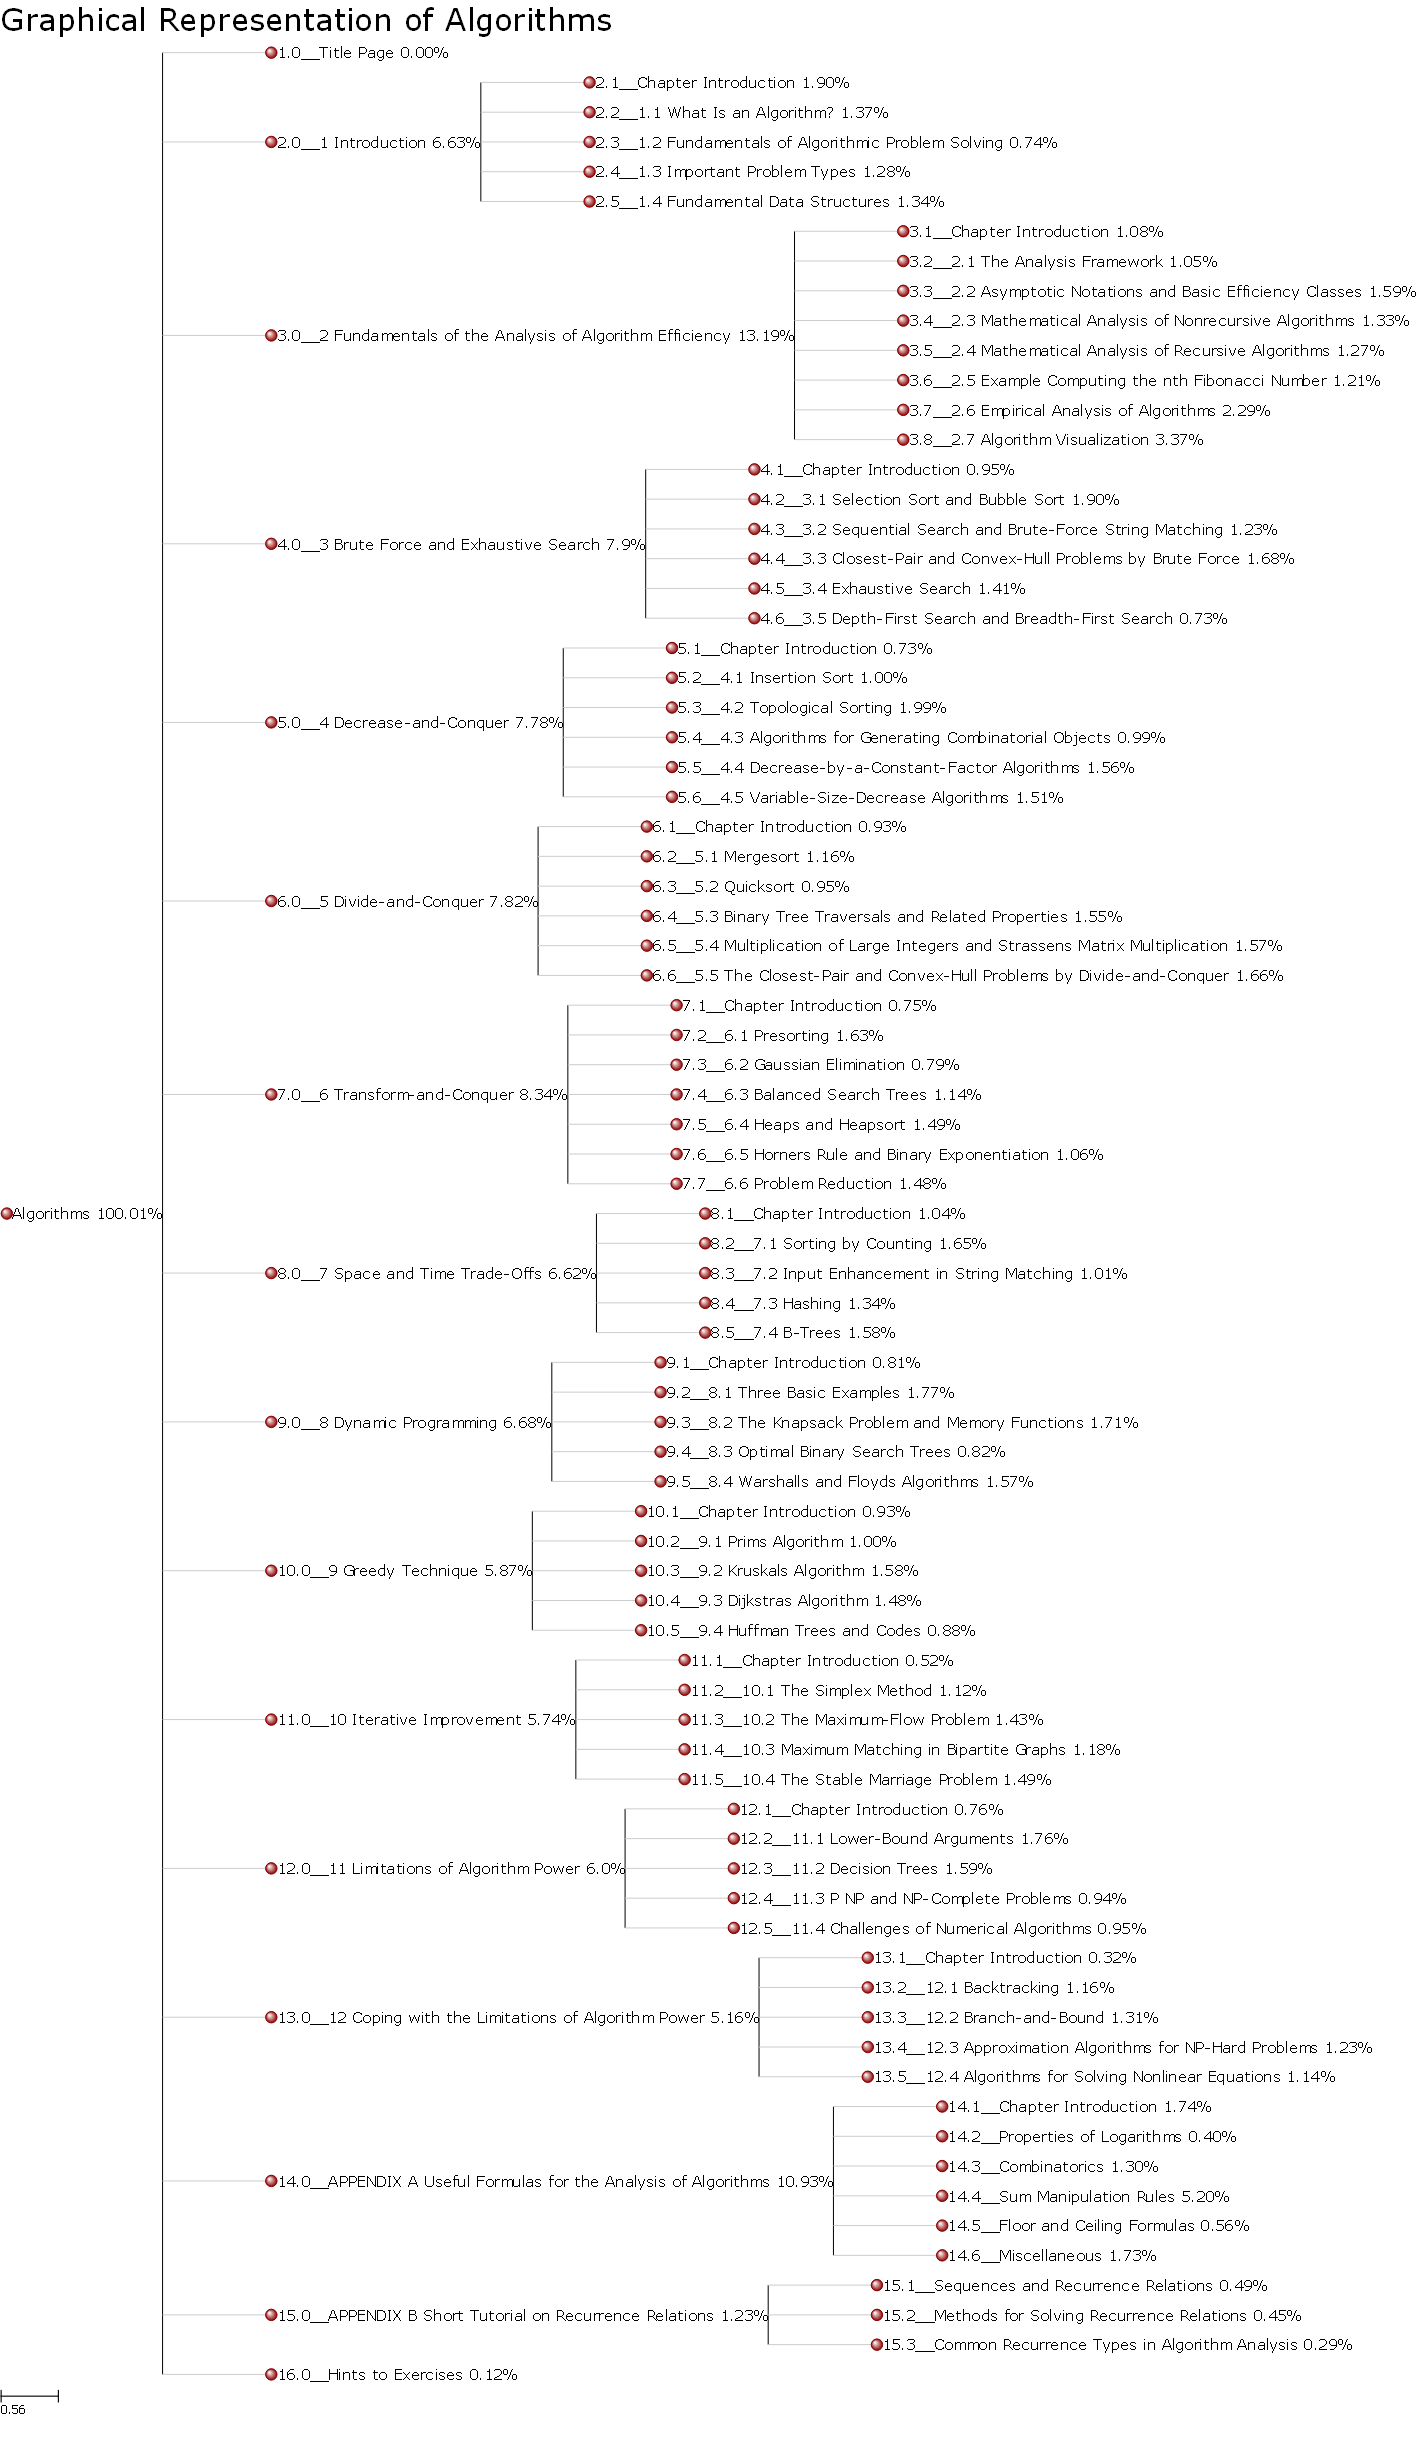 Graphical Representation of Algorithms
1.0__Title Page 0.00%
2.1__Chapter Introduction 1.90%
2.2__1.1 What Is an Algorithm? 1.37%
2.0__1 Introduction 6.63%
2.3__1.2 Fundamentals of Algorithmic Problem Solving 0.74%
2.4__1.3 Important Problem Types 1.28%
2.5__1.4 Fundamental Data Structures 1.34%
3.1__Chapter Introduction 1.08%
3.2__2.1 The Analysis Framework 1.05%
3.3__2.2 Asymptotic Notations and Basic Efficiency Classes 1.59%
3.4__2.3 Mathematical Analysis of Nonrecursive Algorithms 1.33%
3.0__2 Fundamentals of the Analysis of Algorithm Efficiency 13.19%
3.5__2.4 Mathematical Analysis of Recursive Algorithms 1.27%
3.6__2.5 Example Computing the nth Fibonacci Number 1.21%
3.7__2.6 Empirical Analysis of Algorithms 2.29%
3.8__2.7 Algorithm Visualization 3.37%
4.1__Chapter Introduction 0.95%
4.2__3.1 Selection Sort and Bubble Sort 1.90%
4.3__3.2 Sequential Search and Brute-Force String Matching 1.23%
4.0__3 Brute Force and Exhaustive Search 7.9%
4.4__3.3 Closest-Pair and Convex-Hull Problems by Brute Force 1.68%
4.5__3.4 Exhaustive Search 1.41%
4.6__3.5 Depth-First Search and Breadth-First Search 0.73%
5.1__Chapter Introduction 0.73%
5.2__4.1 Insertion Sort 1.00%
5.3__4.2 Topological Sorting 1.99%
5.0__4 Decrease-and-Conquer 7.78%
5.4__4.3 Algorithms for Generating Combinatorial Objects 0.99%
5.5__4.4 Decrease-by-a-Constant-Factor Algorithms 1.56%
5.6__4.5 Variable-Size-Decrease Algorithms 1.51%
6.1__Chapter Introduction 0.93%
6.2__5.1 Mergesort 1.16%
6.3__5.2 Quicksort 0.95%
6.0__5 Divide-and-Conquer 7.82%
6.4__5.3 Binary Tree Traversals and Related Properties 1.55%
6.5__5.4 Multiplication of Large Integers and Strassens Matrix Multiplication 1.57%
6.6__5.5 The Closest-Pair and Convex-Hull Problems by Divide-and-Conquer 1.66%
7.1__Chapter Introduction 0.75%
7.2__6.1 Presorting 1.63%
7.3__6.2 Gaussian Elimination 0.79%
7.0__6 Transform-and-Conquer 8.34%
7.4__6.3 Balanced Search Trees 1.14%
7.5__6.4 Heaps and Heapsort 1.49%
7.6__6.5 Horners Rule and Binary Exponentiation 1.06%
7.7__6.6 Problem Reduction 1.48%
Algorithms 100.01%
8.1__Chapter Introduction 1.04%
8.2__7.1 Sorting by Counting 1.65%
8.0__7 Space and Time Trade-Offs 6.62%
8.3__7.2 Input Enhancement in String Matching 1.01%
8.4__7.3 Hashing 1.34%
8.5__7.4 B-Trees 1.58%
9.1__Chapter Introduction 0.81%
9.2__8.1 Three Basic Examples 1.77%
9.0__8 Dynamic Programming 6.68%
9.3__8.2 The Knapsack Problem and Memory Functions 1.71%
9.4__8.3 Optimal Binary Search Trees 0.82%
9.5__8.4 Warshalls and Floyds Algorithms 1.57%
10.1__Chapter Introduction 0.93%
10.2__9.1 Prims Algorithm 1.00%
10.0__9 Greedy Technique 5.87%
10.3__9.2 Kruskals Algorithm 1.58%
10.4__9.3 Dijkstras Algorithm 1.48%
10.5__9.4 Huffman Trees and Codes 0.88%
11.1__Chapter Introduction 0.52%
11.2__10.1 The Simplex Method 1.12%
11.0__10 Iterative Improvement 5.74%
11.3__10.2 The Maximum-Flow Problem 1.43%
11.4__10.3 Maximum Matching in Bipartite Graphs 1.18%
11.5__10.4 The Stable Marriage Problem 1.49%
12.1__Chapter Introduction 0.76%
12.2__11.1 Lower-Bound Arguments 1.76%
12.0__11 Limitations of Algorithm Power 6.0%
12.3__11.2 Decision Trees 1.59%
12.4__11.3 P NP and NP-Complete Problems 0.94%
12.5__11.4 Challenges of Numerical Algorithms 0.95%
13.1__Chapter Introduction 0.32%
13.2__12.1 Backtracking 1.16%
13.0__12 Coping with the Limitations of Algorithm Power 5.16%
13.3__12.2 Branch-and-Bound 1.31%
13.4__12.3 Approximation Algorithms for NP-Hard Problems 1.23%
13.5__12.4 Algorithms for Solving Nonlinear Equations 1.14%
14.1__Chapter Introduction 1.74%
14.2__Properties of Logarithms 0.40%
14.3__Combinatorics 1.30%
14.0__APPENDIX A Useful Formulas for the Analysis of Algorithms 10.93%
14.4__Sum Manipulation Rules 5.20%
14.5__Floor and Ceiling Formulas 0.56%
14.6__Miscellaneous 1.73%
15.1__Sequences and Recurrence Relations 0.49%
15.0__APPENDIX B Short Tutorial on Recurrence Relations 1.23%
15.2__Methods for Solving Recurrence Relations 0.45%
15.3__Common Recurrence Types in Algorithm Analysis 0.29%
16.0__Hints to Exercises 0.12%
0.56